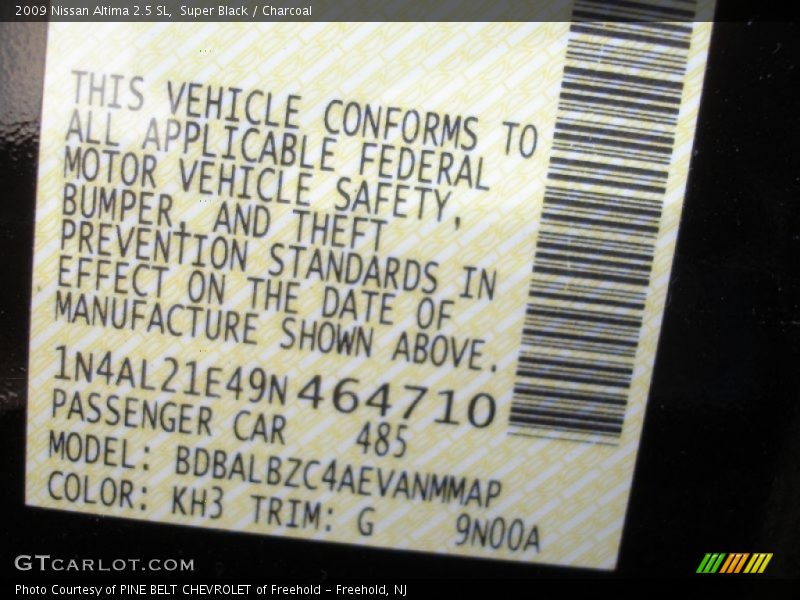 2009 Nissan Altima 2.5 SL,  Super Black / Charcoal
THIS VEHICLE CONFORMS TO
ALL APPLICABLE FEDERAL
MOTOR VEHICLE SAFETY,
BUMPER, AND THEFT
PREVENTION STANDARDS IN
EFFECT ON THE DATE OF
MANUFACTURE SHOWN ABOVE.
1N4AL21E49N464710
PASSENGER CAR 485
MODEL: BDBALBZC4AEVANMMAP
COLOR: KH3 TRIM: G 9N00A
GTCARLOT.COM
Photo Courtesy of PINE BELT CHEVROLET of Freehold - Freehold, NJ